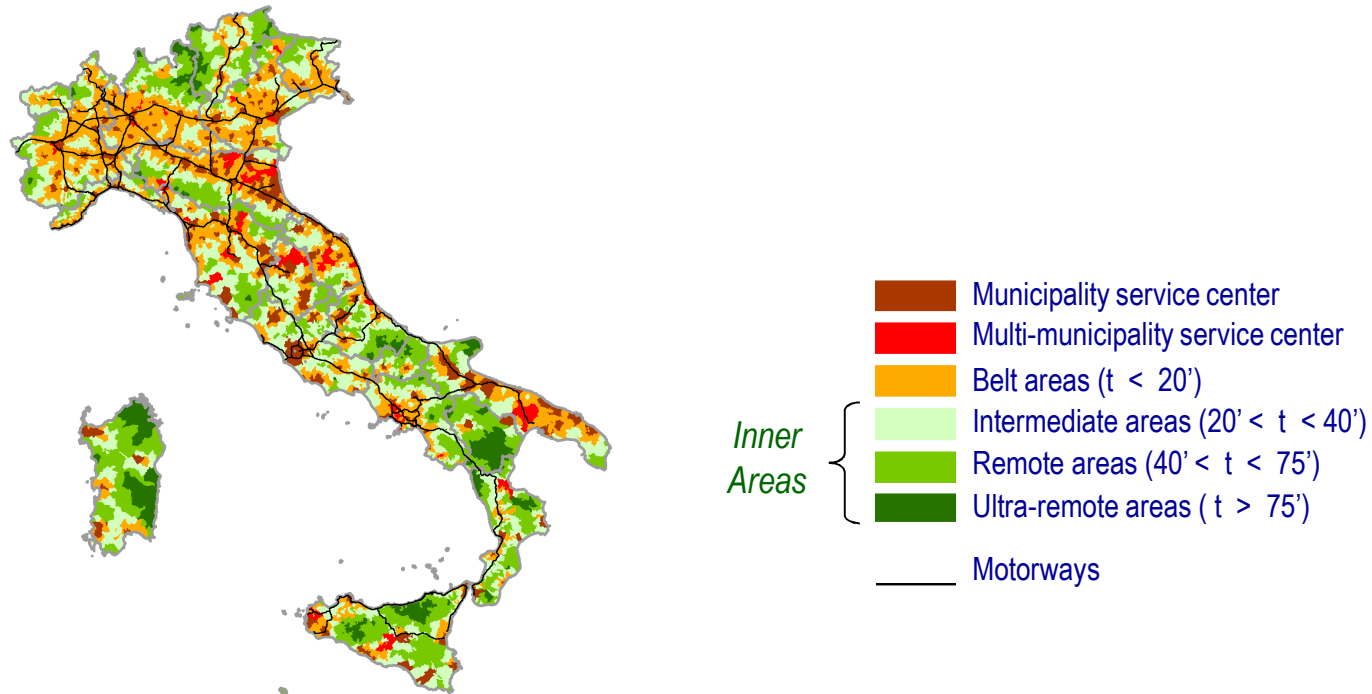 Municipality service center
Multi-municipality service center
Belt areas (t < 20’)
Inner
Areas
Intermediate areas (20’ < t < 40’)
Remote areas (40’ < t < 75’)
Ultra-remote areas ( t > 75’)
Motorways